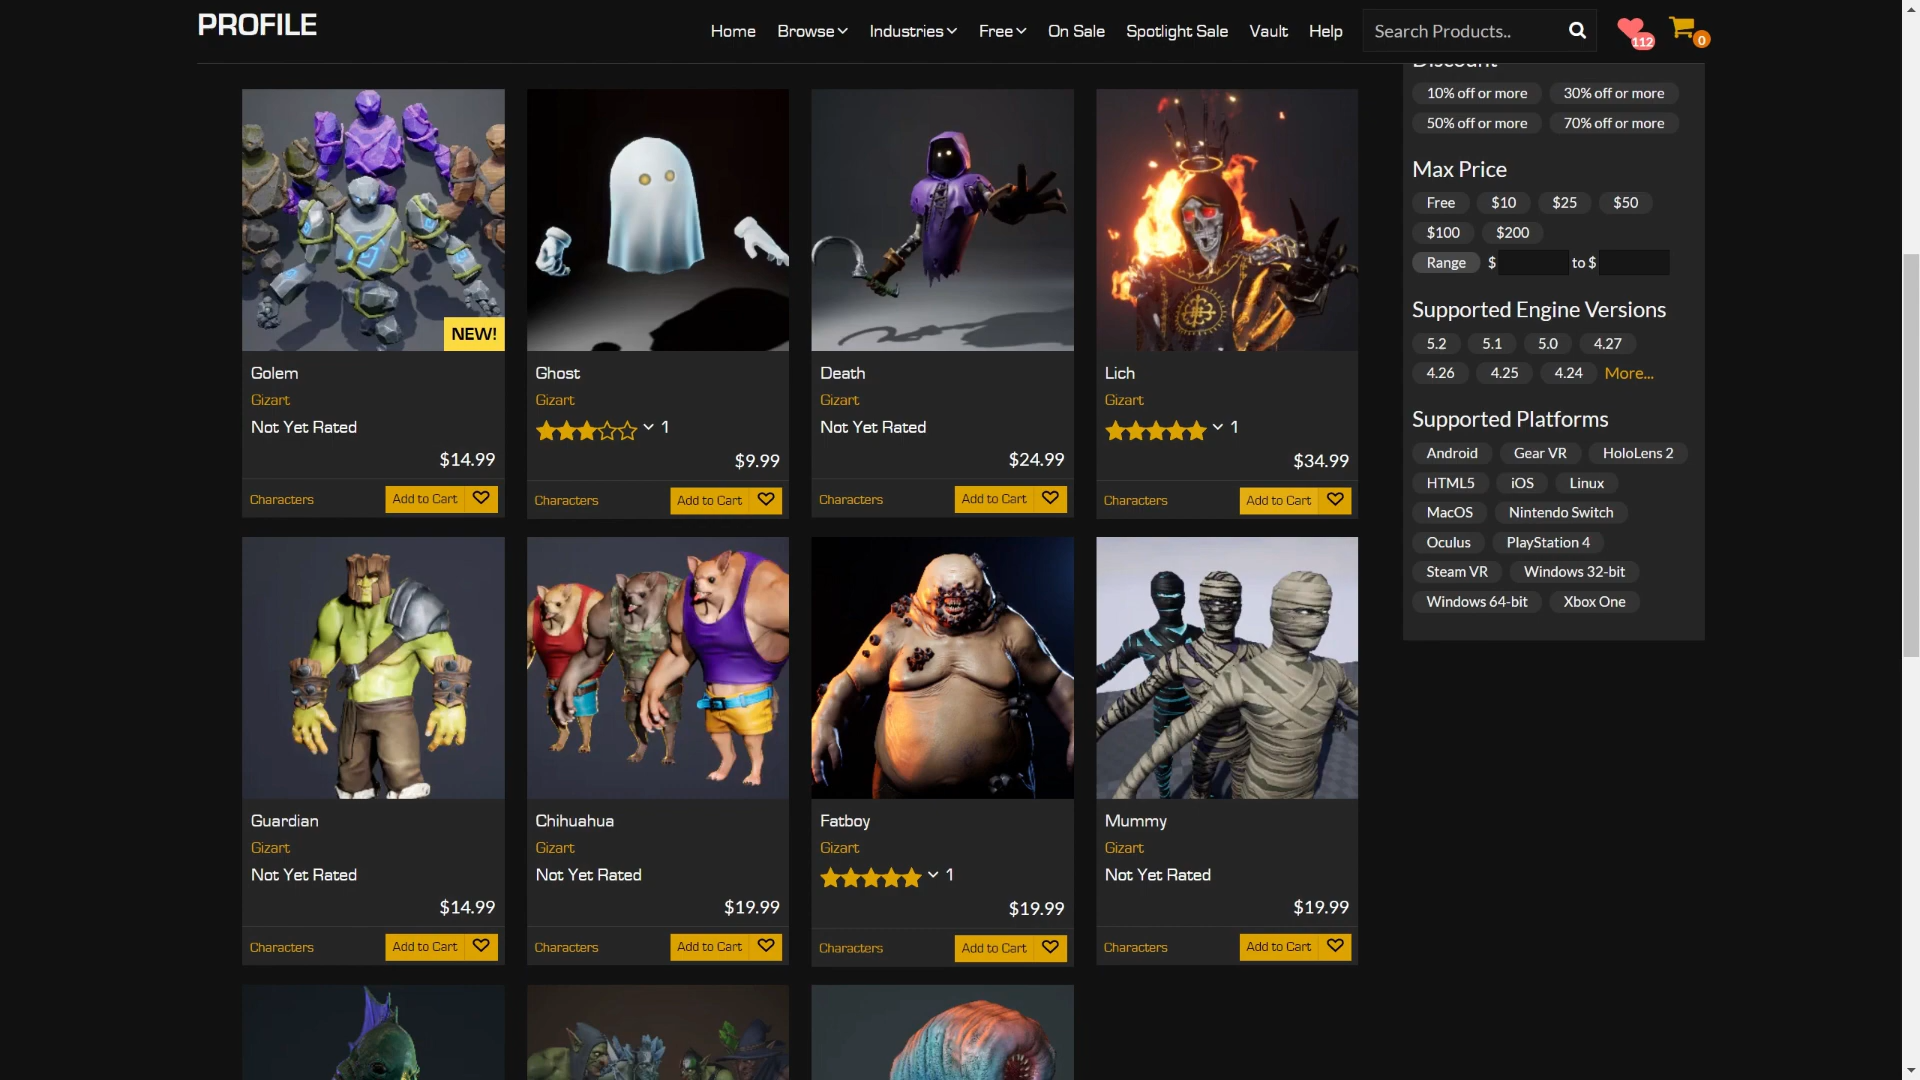 PROFILE
Home Browse Industries Free On Sale Spotlight Sale Vault Help Search Products.. 112 0
Discount
10% off or more 30% off or more
50% off or more 70% off or more
Max Price
Free $10 $25 $50
$100 $200
Range $ to $
Supported Engine Versions
5.2 5.1 5.0 4.27
4.26 4.25 4.24 More...
Supported Platforms
Android Gear VR HoloLens 2
HTML5 iOS Linux
MacOS Nintendo Switch
Oculus PlayStation 4
Steam VR Windows 32-bit
Windows 64-bit Xbox One
NEW!
Golem Ghost Death Lich
Gizart Gizart Gizart Gizart
Not Yet Rated 1 Not Yet Rated 1
$14.99 $9.99 $24.99 $34.99
Characters Add to Cart Characters Add to Cart Characters Add to Cart Characters Add to Cart
Guardian Chihuahua Fatboy Mummy
Gizart Gizart Gizart Gizart
Not Yet Rated Not Yet Rated 1 Not Yet Rated
$14.99 $19.99 $19.99 $19.99
Characters Add to Cart Characters Add to Cart Characters Add to Cart Characters Add to Cart